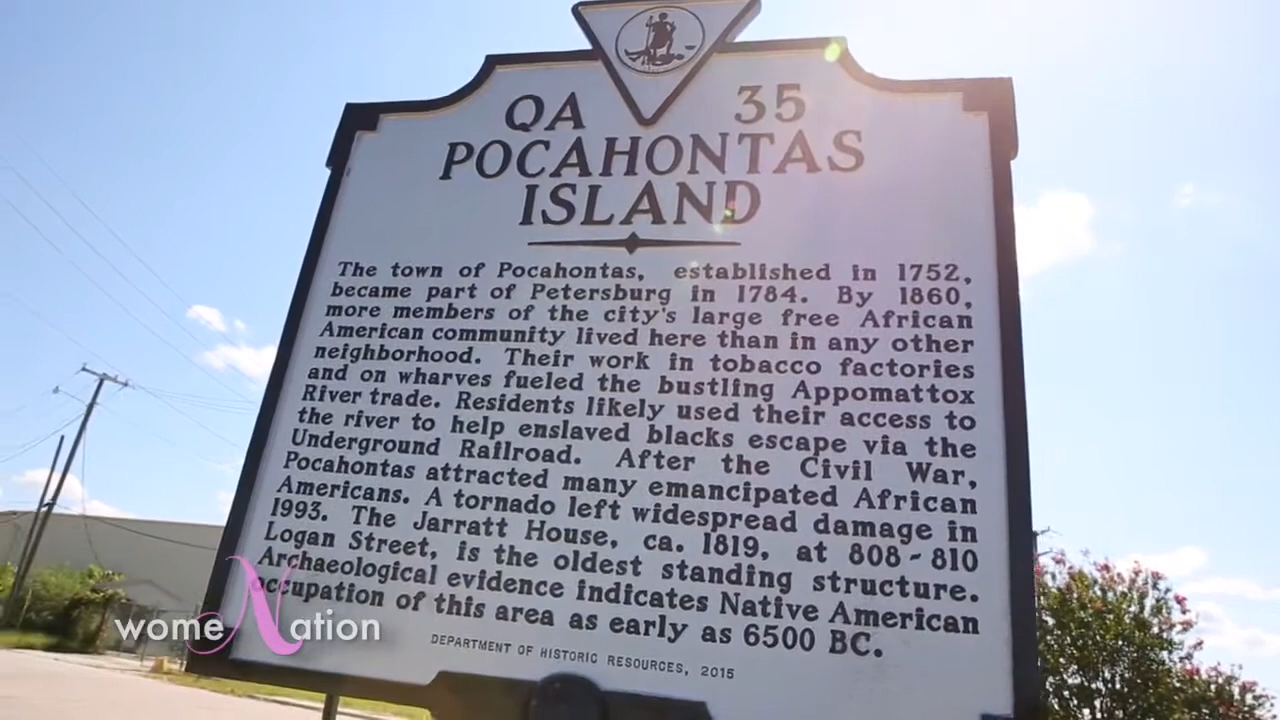 QA 35
POCAHONTAS
ISLAND
The town of Pocahontas, established in 1752,
became part of Petersburg in 1784. By 1860,
more members of the city's large free African
American community lived here than in any other
neighborhood. Their work in tobacco factories
and on wharves fueled the bustling Appomattox
River trade. Residents likely used their access to
the river to help enslaved blacks escape via the
Underground Railroad. After the Civil War,
Pocahontas attracted many emancipated African
Americans. A tornado left widespread damage in
1993. The Jarratt House, ca. 1819, at 808-810
Logan Street, is the oldest standing structure.
Archaeological evidence indicates Native American
occupation of this area as early as 6500 BC.
DEPARTMENT OF HISTORIC RESOURCES, 2015
womeNation